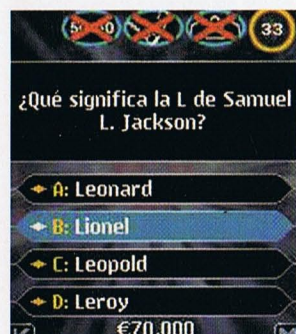 33
¿Qué significa la L de Samuel
L. Jackson?
A: Leonard
B: Lionel
C: Leopold
D: Leroy
€70.000